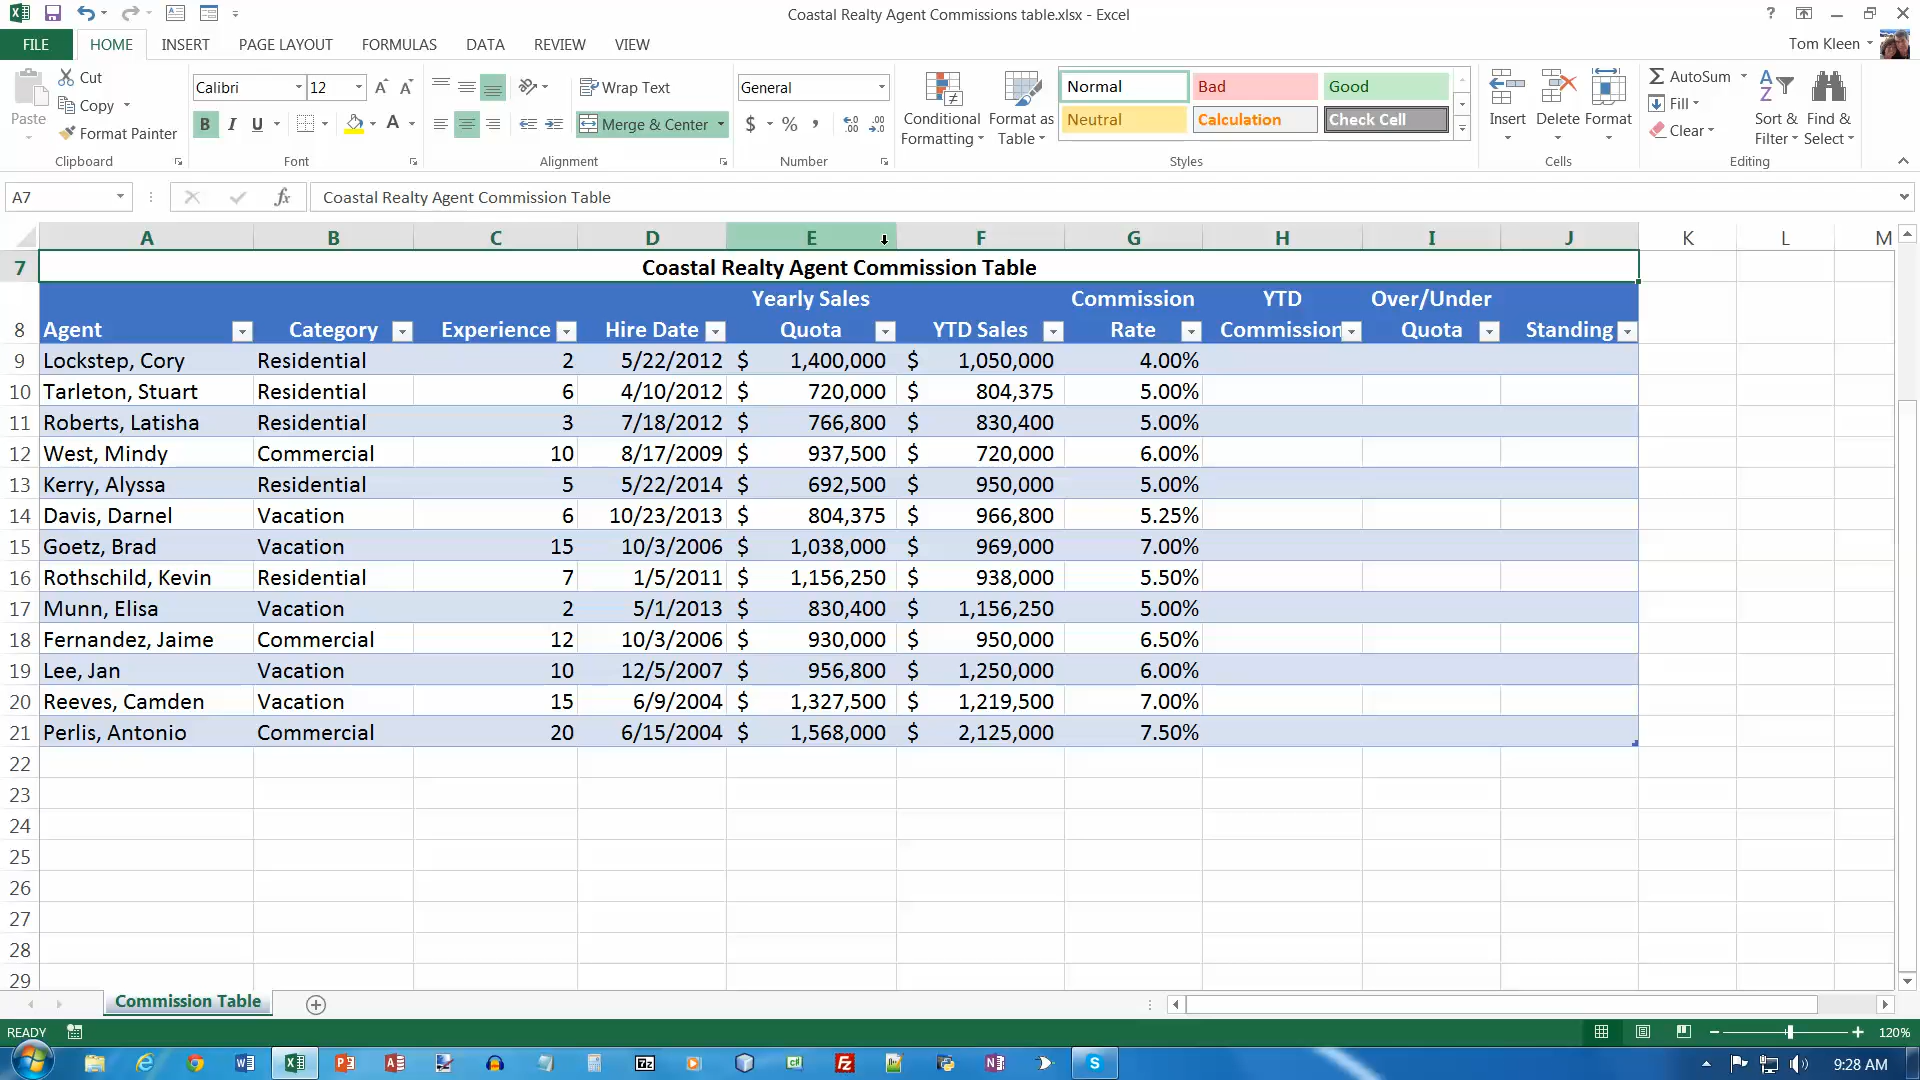 Coastal Realty Agent Commissions table.xlsx - Excel
?
FILE HOME INSERT PAGE LAYOUT FORMULAS DATA REVIEW VIEW Tom Kleen
Paste Cut Copy Format Painter Clipboard
Calibri 12 A A B I U A Font
Wrap Text Merge & Center Alignment
General $ % , Number
Conditional Formatting Format as Table
Normal Bad Good
Neutral Calculation Check Cell
Styles
Insert Delete Format Cells
AutoSum Fill Clear Sort & Filter Find & Select Editing
A7 fx Coastal Realty Agent Commission Table
A B C D E F G H I J K L M
7 Coastal Realty Agent Commission Table
8 Agent Category Experience Hire Date Yearly Sales Quota YTD Sales Commission Rate YTD Commission Over/Under Quota Standing
9 Lockstep, Cory Residential 2 5/22/2012 $ 1,400,000 $ 1,050,000 4.00%
10 Tarleton, Stuart Residential 6 4/10/2012 $ 720,000 $ 804,375 5.00%
11 Roberts, Latisha Residential 3 7/18/2012 $ 766,800 $ 830,400 5.00%
12 West, Mindy Commercial 10 8/17/2009 $ 937,500 $ 720,000 6.00%
13 Kerry, Alyssa Residential 5 5/22/2014 $ 692,500 $ 950,000 5.00%
14 Davis, Darnel Vacation 6 10/23/2013 $ 804,375 $ 966,800 5.25%
15 Goetz, Brad Vacation 15 10/3/2006 $ 1,038,000 $ 969,000 7.00%
16 Rothschild, Kevin Residential 7 1/5/2011 $ 1,156,250 $ 938,000 5.50%
17 Munn, Elisa Vacation 2 5/1/2013 $ 830,400 $ 1,156,250 5.00%
18 Fernandez, Jaime Commercial 12 10/3/2006 $ 930,000 $ 950,000 6.50%
19 Lee, Jan Vacation 10 12/5/2007 $ 956,800 $ 1,250,000 6.00%
20 Reeves, Camden Vacation 15 6/9/2004 $ 1,327,500 $ 1,219,500 7.00%
21 Perlis, Antonio Commercial 20 6/15/2004 $ 1,568,000 $ 2,125,000 7.50%
22
23
24
25
26
27
28
29
Commission Table
READY 120%
9:28 AM